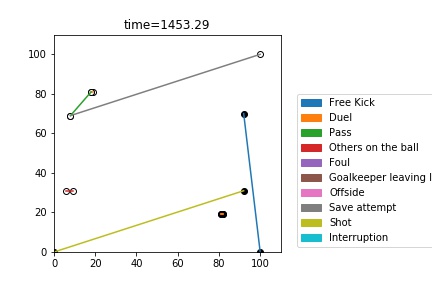 time=1453.29
100
80
60
40
20
0
0 20 40 60 80 100
Free Kick
Duel
Pass
Others on the ball
Foul
Goalkeeper leaving l
Offside
Save attempt
Shot
Interruption